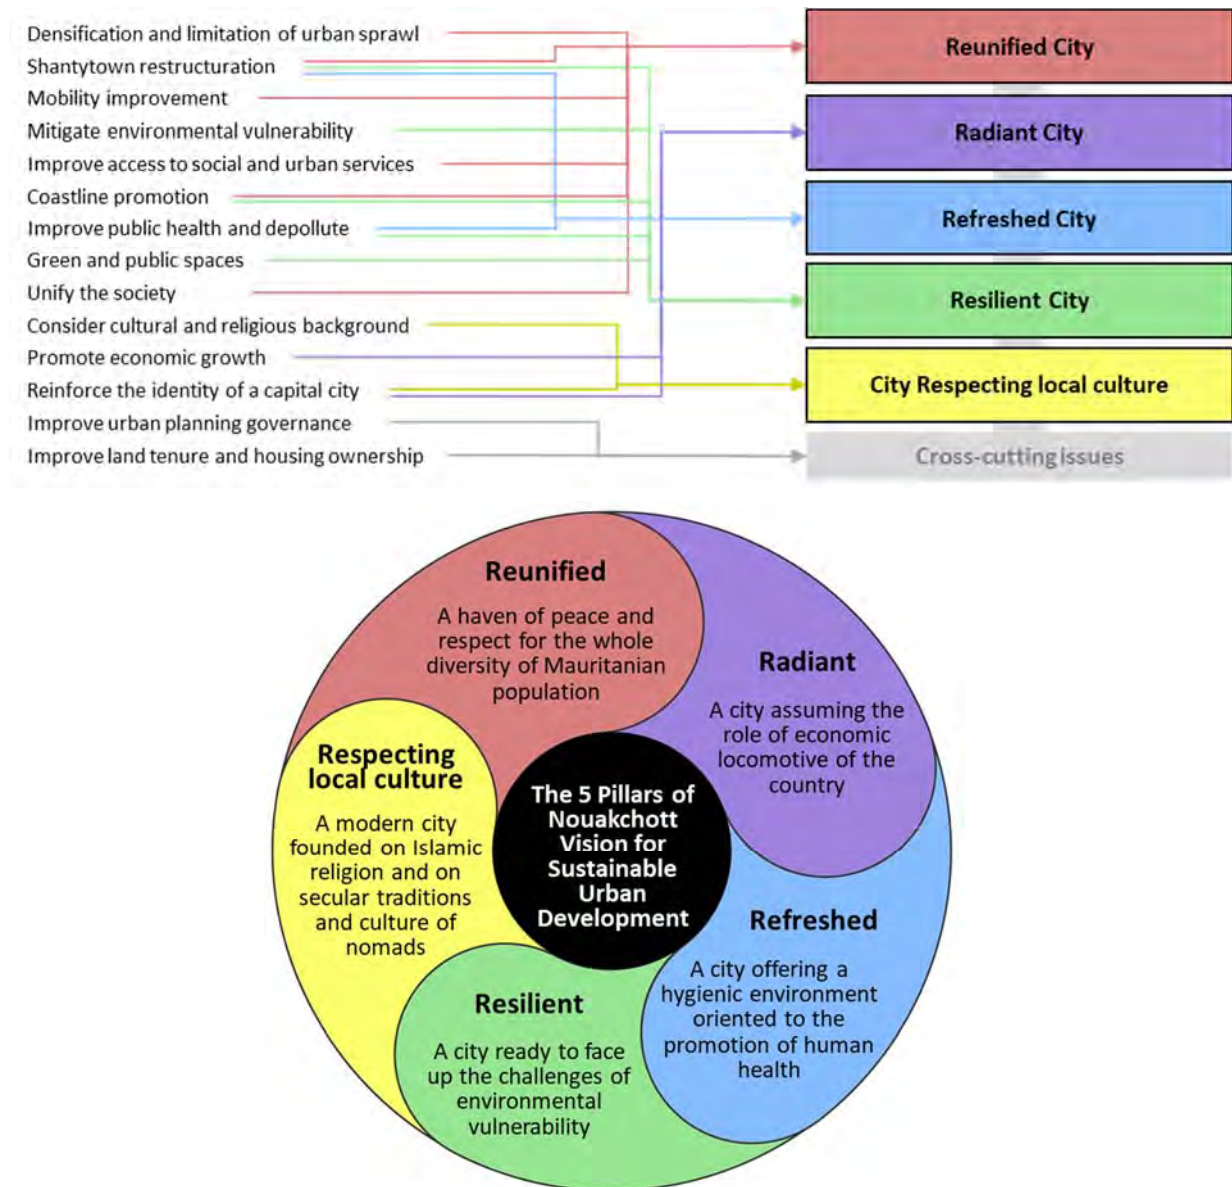 Densification and limitation of urban sprawl
Shantytown restructuration
Mobility improvement
Mitigate environmental vulnerability
Improve access to social and urban services
Coastline promotion
Improve public health and depollute
Green and public spaces
Unify the society
Consider cultural and religious background
Promote economic growth
Reinforce the identity of a capital city
Improve urban planning governance
Improve land tenure and housing ownership
Reunified City
Radiant City
Refreshed City
Resilient City
City Respecting local culture
Cross-cutting issues
Reunified
A haven of peace and
respect for the whole
diversity of Mauritanian
population
Radiant
A city assuming the
role of economic
locomotive of the
country
Respecting
local culture
A modern city
founded on Islamic
religion and on
secular traditions
and culture of
nomads
The 5 Pillars of
Nouakchott
Vision for
Sustainable
Urban
Development
Refreshed
A city offering a
hygienic environment
oriented to the
promotion of human
health
Resilient
A city ready to face
up the challenges of
environmental
vulnerability